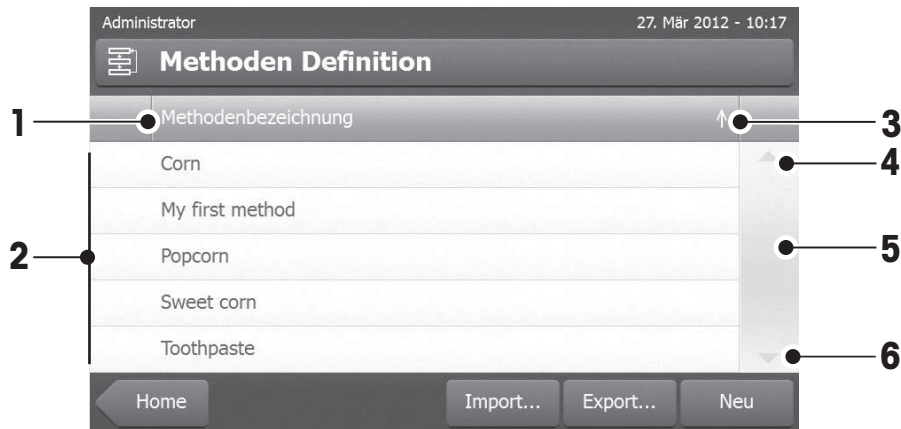 Administrator 27. Mär 2012 - 10:17
Methoden Definition
1 Methodenbezeichnung 3
Corn 4
My first method
2 Popcorn 5
Sweet corn
Toothpaste 6
Home Import... Export... Neu